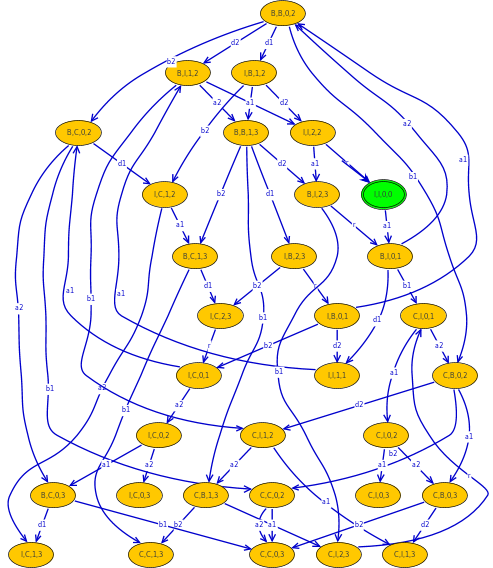 B,B,0,2
d2
d1
b2
B,I,1,2
I,B,1,2
a2
a1
d2
a2
B,C,0,2
b2
B,B,1,3
I,I,2,2
a1
d1
d2
a1
r
b1
I,C,1,2
b2
d1
B,I,2,3
I,I,0,0
a1
r
a1
B,C,1,3
I,B,2,3
B,I,0,1
d1
b2
r
b1
a1
b1
a1
d1
a2
I,C,2,3
b1
I,B,0,1
C,I,0,1
r
b2
d2
a2
I,C,0,1
I,I,1,1
a1
C,B,0,2
b1
a2
b1
a2
b1
d2
I,C,0,2
C,I,1,2
C,I,0,2
a1
a1
a2
a2
a1
b2
a2
r
B,C,0,3
I,C,0,3
C,B,1,3
C,C,0,2
a1
C,I,0,3
C,B,0,3
d1
b1
b2
a2
a1
b2
d2
I,C,1,3
C,C,1,3
C,C,0,3
C,I,2,3
C,I,1,3